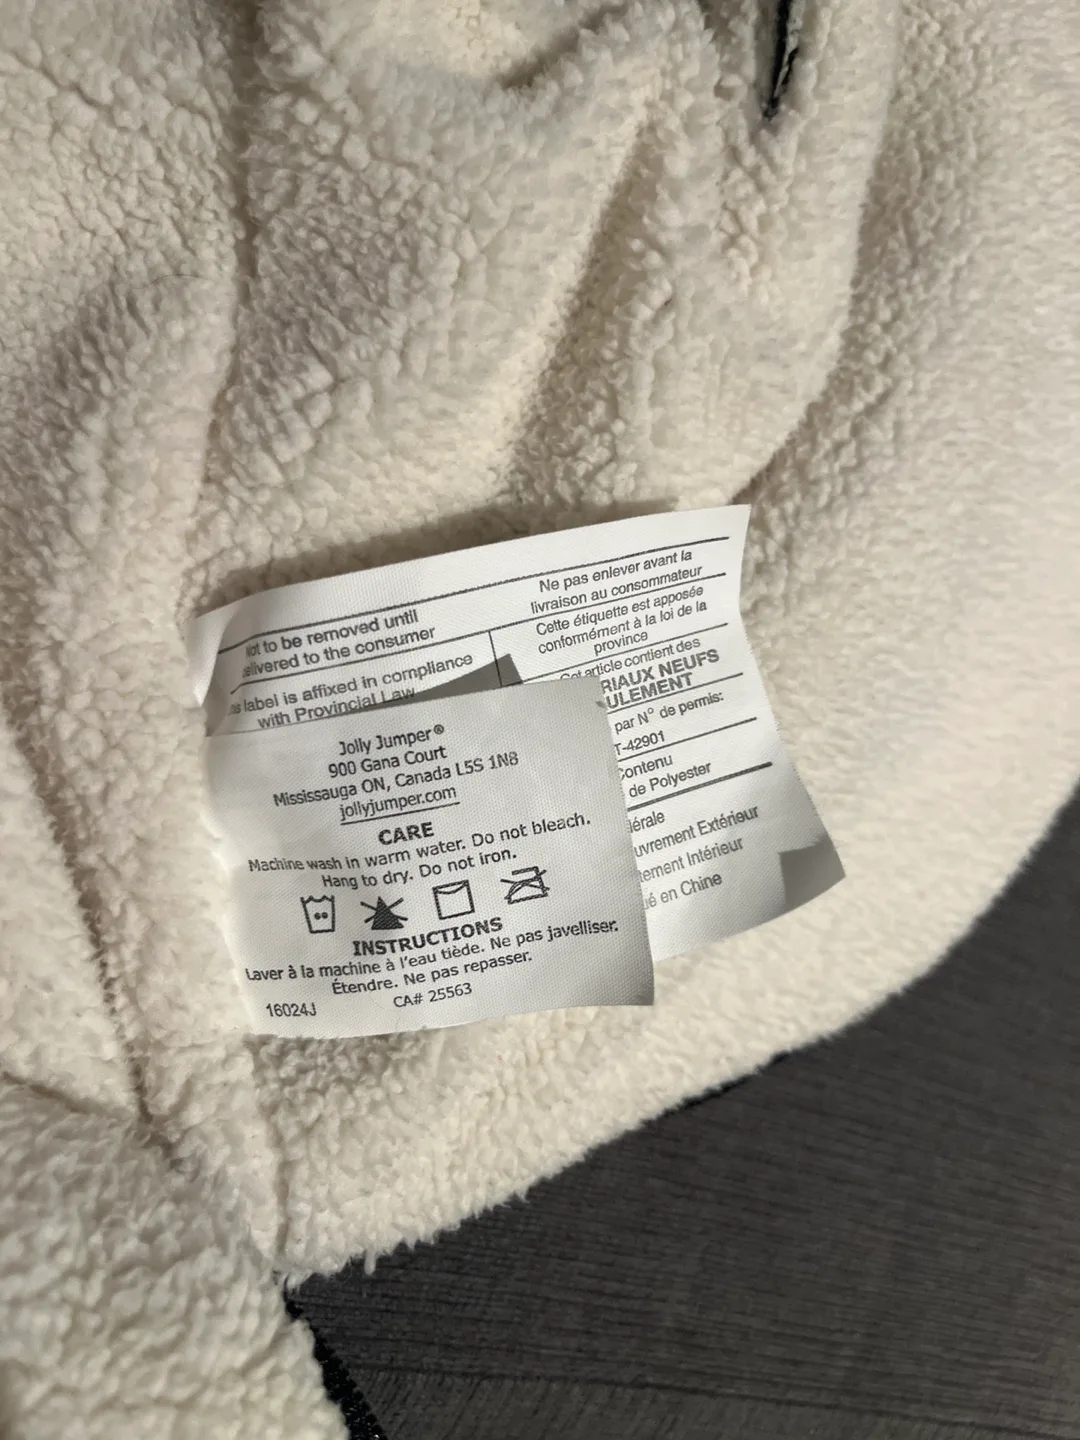 to be removed until
to the consumer
label is affixed in compliance
with Provincial Law
Ne pas enlever avant la
livraison au consommateur
Cette étiquette est apposée
conformément à la loi de la
province
article contient des
RIAUX NEUFS
ULEMENT
par N° de permis:
T-42901
Contenu
de Polyester
érale
uvrement Extérieur
tement Intérieur
ué en Chine
Jolly Jumper®
900 Gana Court
Mississauga ON, Canada L5S 1N8
jollyjumper.com
CARE
Machine wash in warm water. Do not bleach.
Hang to dry. Do not iron.
INSTRUCTIONS
Laver à la machine à l'eau tiède. Ne pas javelliser.
Étendre. Ne pas repasser.
16024J
CA# 25563